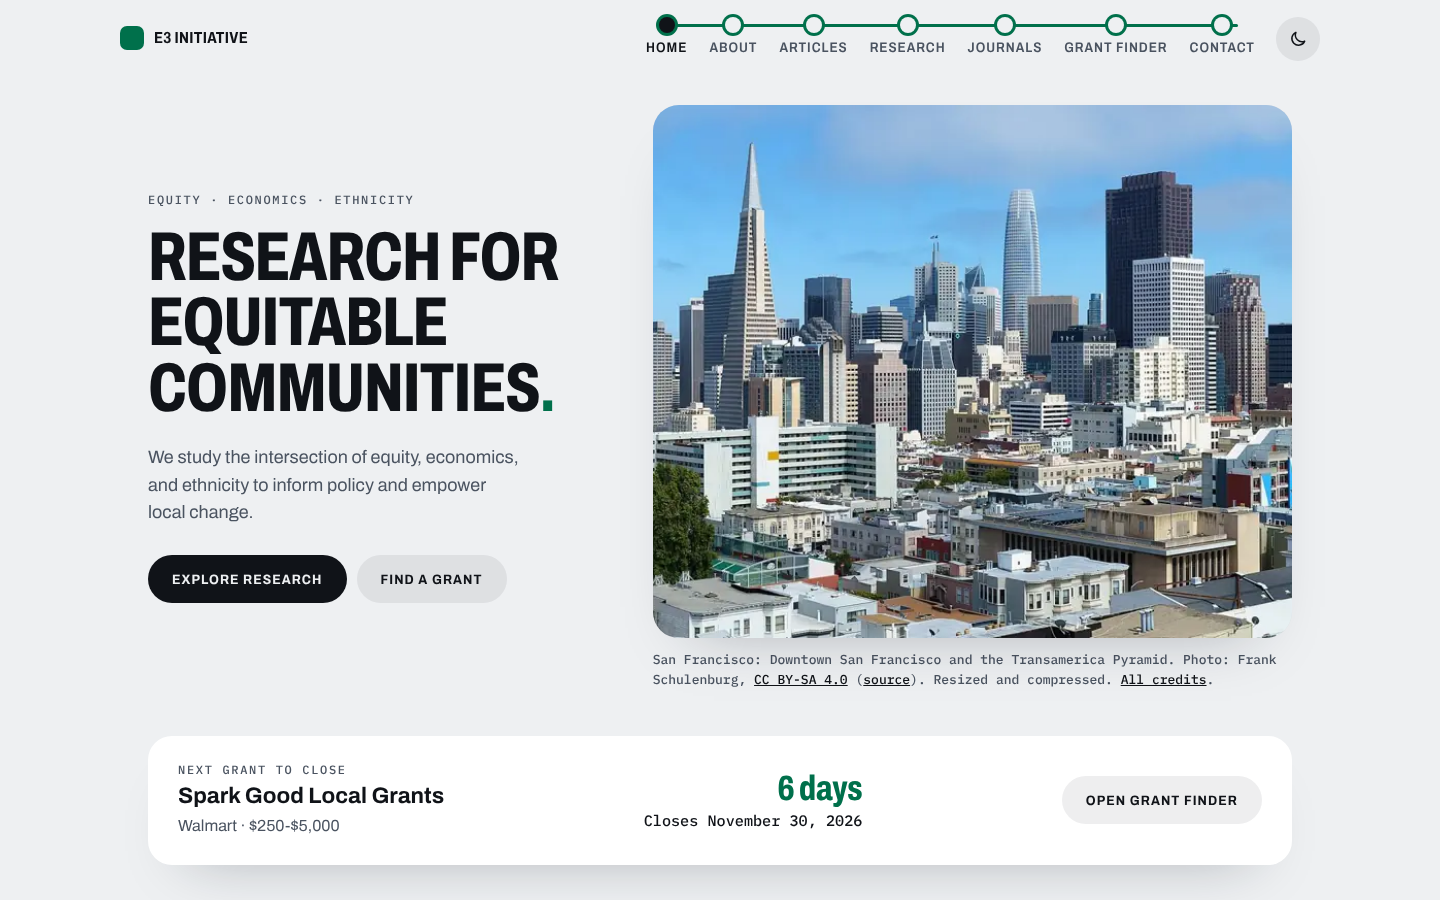 E3 INITIATIVE
HOME
ABOUT
ARTICLES
RESEARCH
JOURNALS
GRANT FINDER
CONTACT
EQUITY · ECONOMICS · ETHNICITY
RESEARCH FOR
EQUITABLE
COMMUNITIES.
We study the intersection of equity, economics,
and ethnicity to inform policy and empower
local change.
EXPLORE RESEARCH
FIND A GRANT
San Francisco: Downtown San Francisco and the Transamerica Pyramid. Photo: Frank
Schulenburg, CC BY-SA 4.0 (source). Resized and compressed. All credits.
NEXT GRANT TO CLOSE
Spark Good Local Grants
Walmart · $250-$5,000
6 days
Closes November 30, 2026
OPEN GRANT FINDER